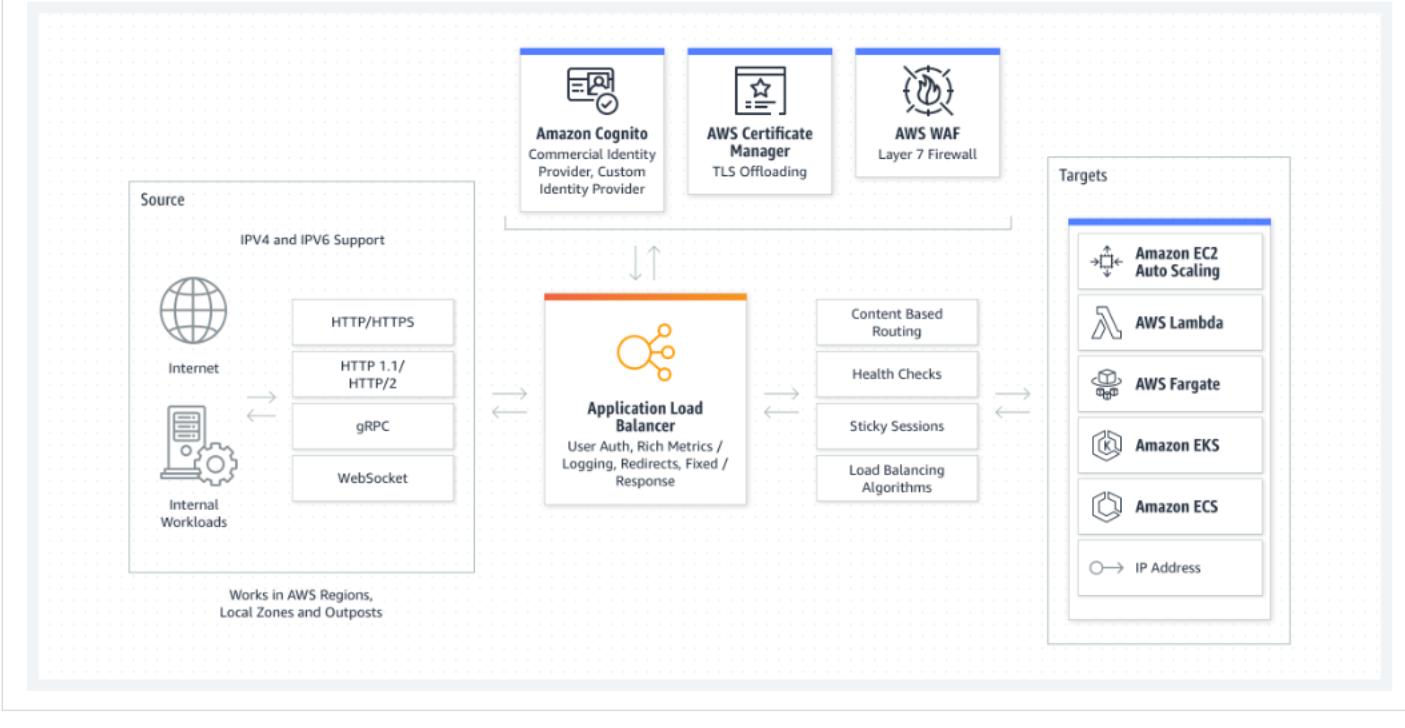 Amazon Cognito
Commercial Identity
Provider, Custom
Identity Provider
AWS Certificate
Manager
TLS Offloading
AWS WAF
Layer 7 Firewall
Source
IPV4 and IPV6 Support
Internet
Internal
Workloads
HTTP/HTTPS
HTTP 1.1/
HTTP/2
gRPC
WebSocket
Works in AWS Regions,
Local Zones and Outposts
Application Load
Balancer
User Auth, Rich Metrics /
Logging, Redirects, Fixed /
Response
Content Based
Routing
Health Checks
Sticky Sessions
Load Balancing
Algorithms
Targets
Amazon EC2
Auto Scaling
AWS Lambda
AWS Fargate
K
Amazon EKS
Amazon ECS
IP Address